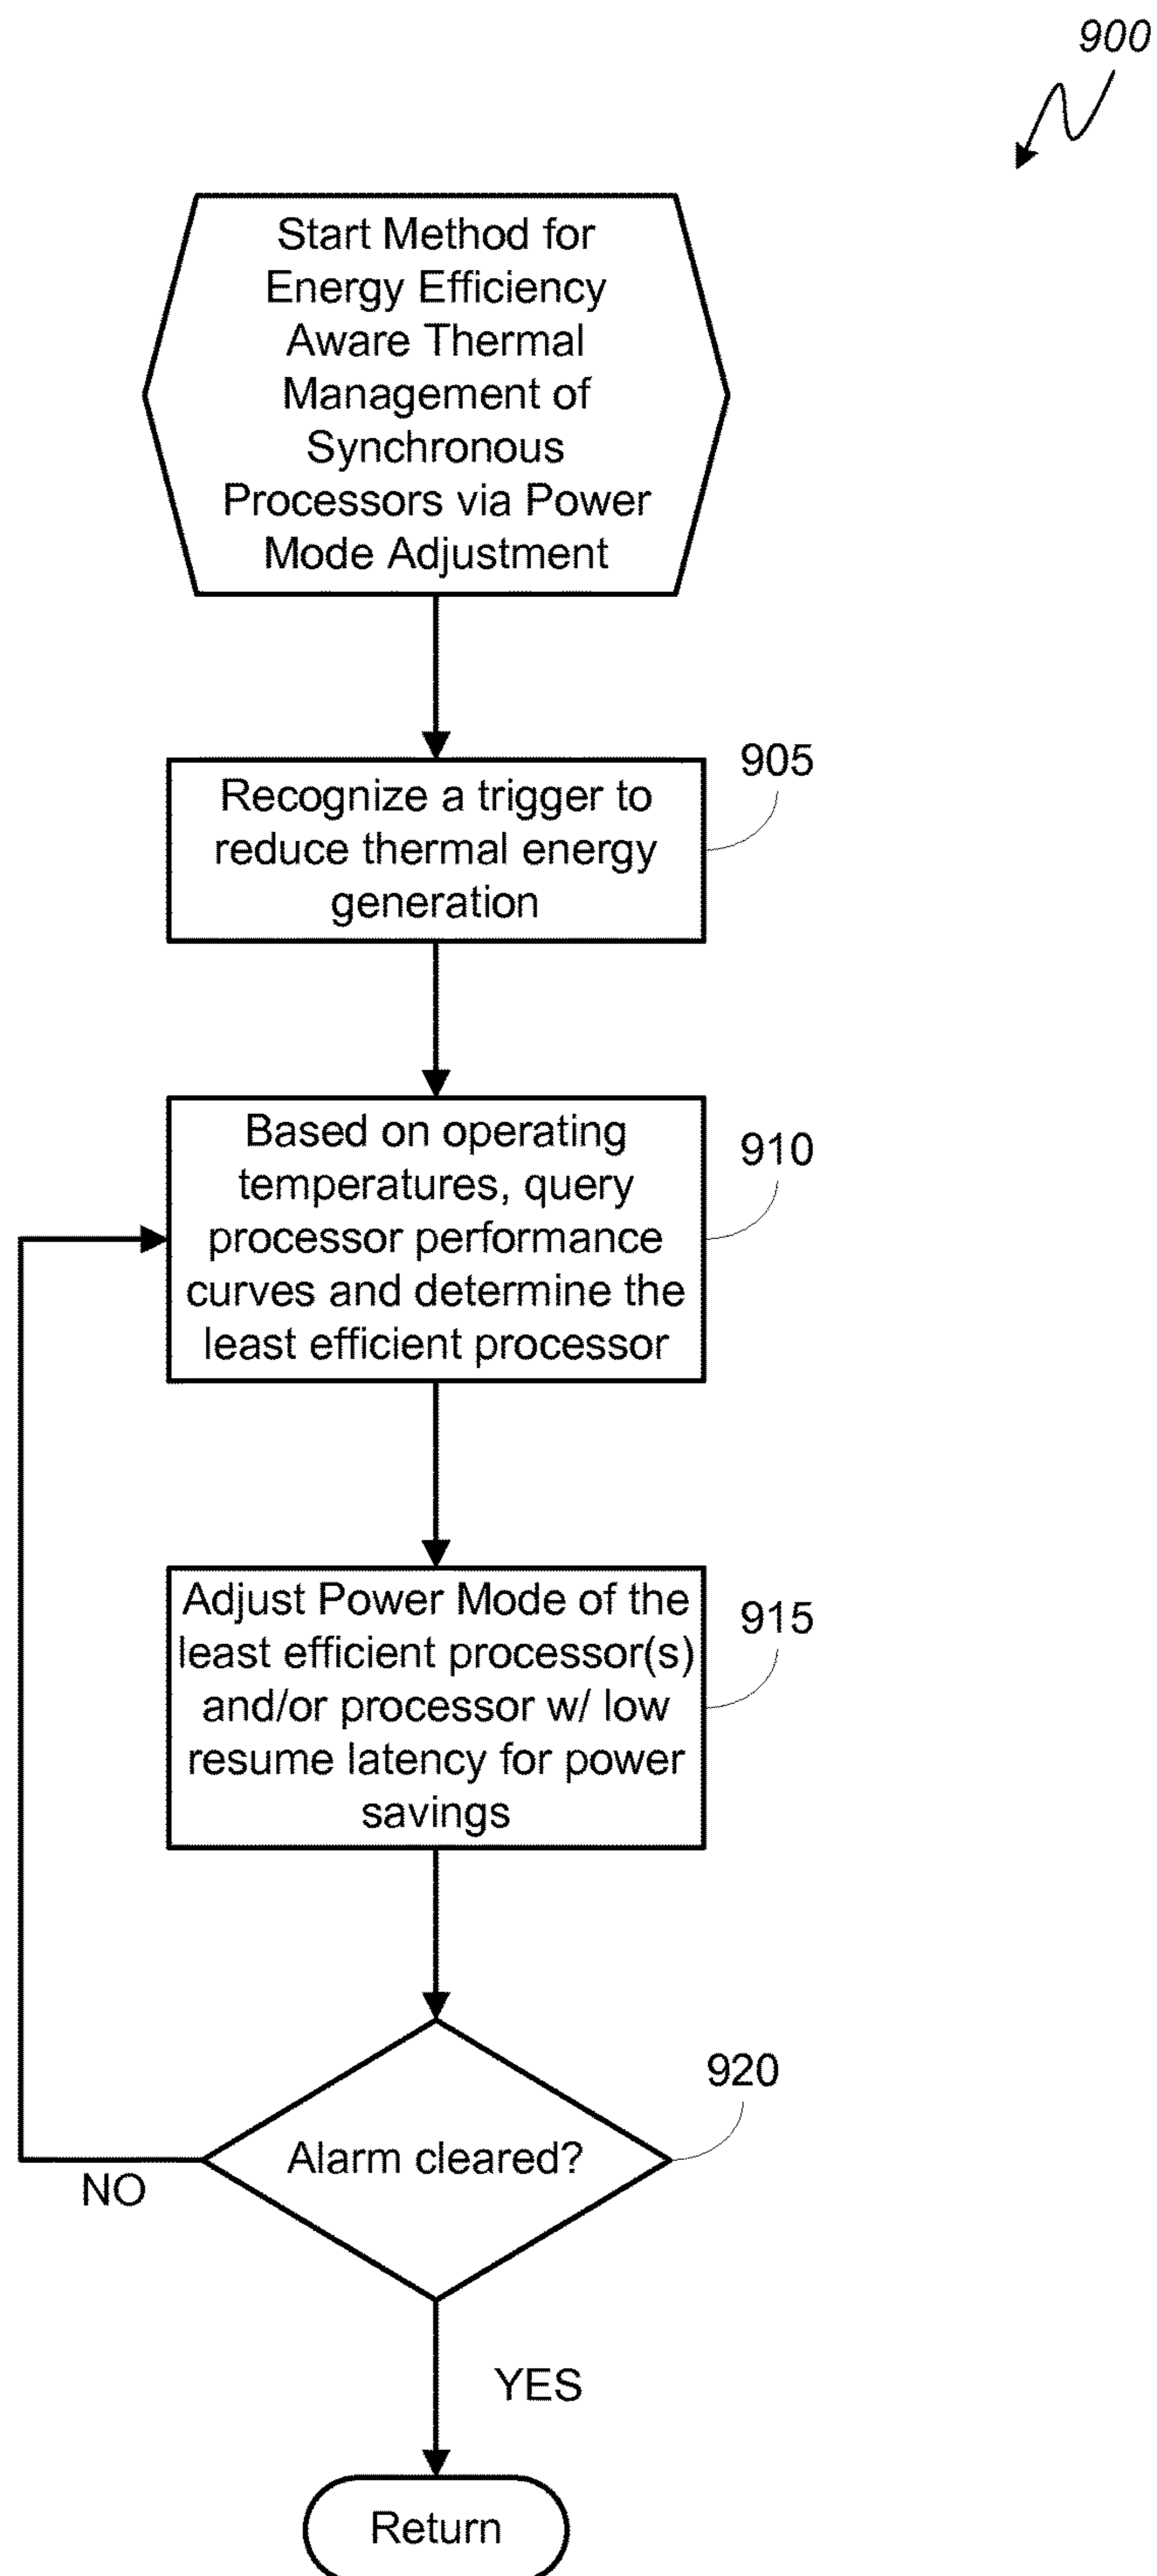 900
Start Method for
Energy Efficiency
Aware Thermal
Management of
Synchronous
Processors via Power
Mode Adjustment
905
Recognize a trigger to
reduce thermal energy
generation
910
Based on operating
temperatures, query
processor performance
curves and determine the
least efficient processor
915
Adjust Power Mode of the
least efficient processor(s)
and/or processor w/ low
resume latency for power
savings
920
Alarm cleared?
NO
YES
Return